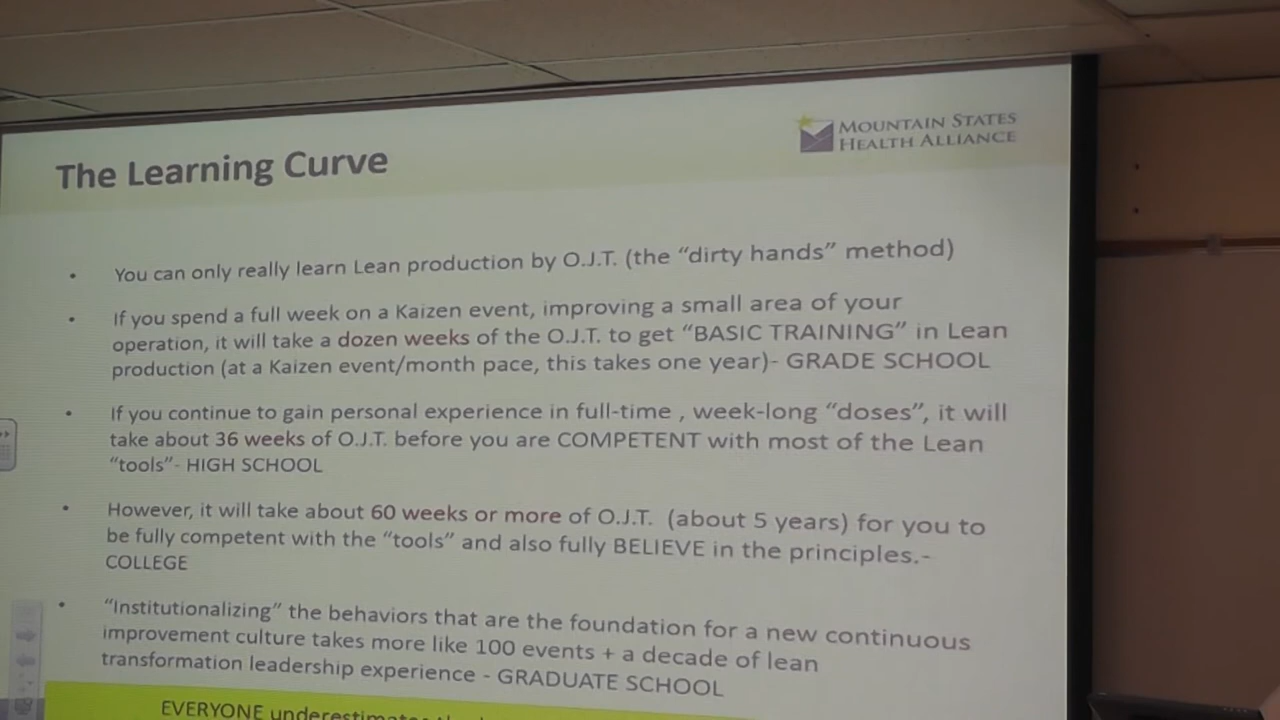 MOUNTAIN STATES
HEALTH ALLIANCE
The Learning Curve
• You can only really learn Lean production by O.J.T. (the “dirty hands” method)
• If you spend a full week on a Kaizen event, improving a small area of your
operation, it will take a dozen weeks of the O.J.T. to get “BASIC TRAINING” in Lean
production (at a Kaizen event/month pace, this takes one year)- GRADE SCHOOL
• If you continue to gain personal experience in full-time , week-long “doses”, it will
take about 36 weeks of O.J.T. before you are COMPETENT with most of the Lean
“tools”- HIGH SCHOOL
• However, it will take about 60 weeks or more of O.J.T. (about 5 years) for you to
be fully competent with the “tools” and also fully BELIEVE in the principles.-
COLLEGE
• “Institutionalizing” the behaviors that are the foundation for a new continuous
improvement culture takes more like 100 events + a decade of lean
transformation leadership experience - GRADUATE SCHOOL
EVERYONE